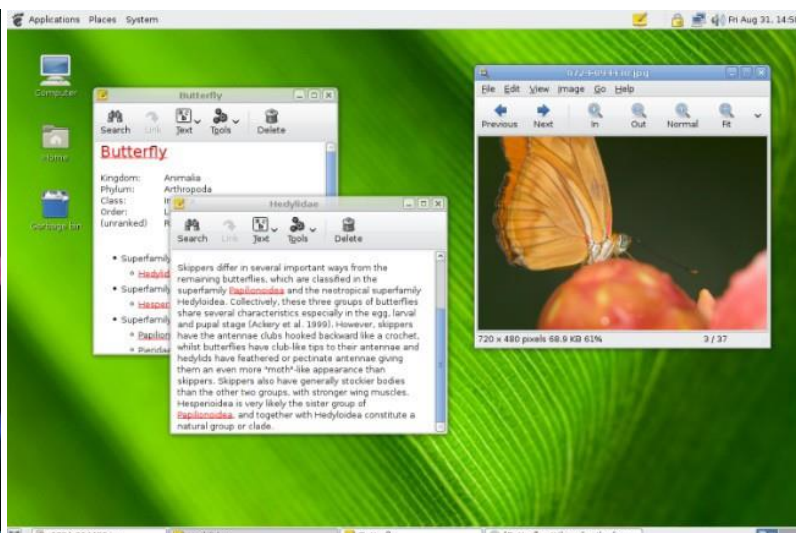 Applications Places System
Fri Aug 31, 14:50
Computer
Home
Garbage bin
Butterfly
Search Link Text Tools Delete
Butterfly
Kingdom: Animalia
Phylum: Arthropoda
Class:
Order:
(unranked)
Superfamily
Superfamily
Superfamily
Hedylidae
Search Link Text Tools Delete
Skippers differ in several important ways from the
remaining butterflies, which are classified in the
superfamily Papilionoidea and the neotropical superfamily
Hedyloidea. Collectively, these three groups of butterflies
share several characteristics especially in the egg, larval
and pupal stage (Ackery et al. 1999). However, skippers
have the antennae clubs hooked backward like a crochet,
whilst butterflies have club-like tips to their antennae and
hedylids have feathered or pectinate antennae giving
them an even more "moth"-like appearance than
skippers. Skippers also have generally stockier bodies
than the other two groups, with stronger wing muscles.
Hesperioidea is very likely the sister group of
Papilionoidea, and together with Hedyloidea constitute a
natural group or clade.
File Edit View Image Go Help
Previous Next In Out Normal Fit
720 x 480 pixels 68.9 KB 61% 3 / 37